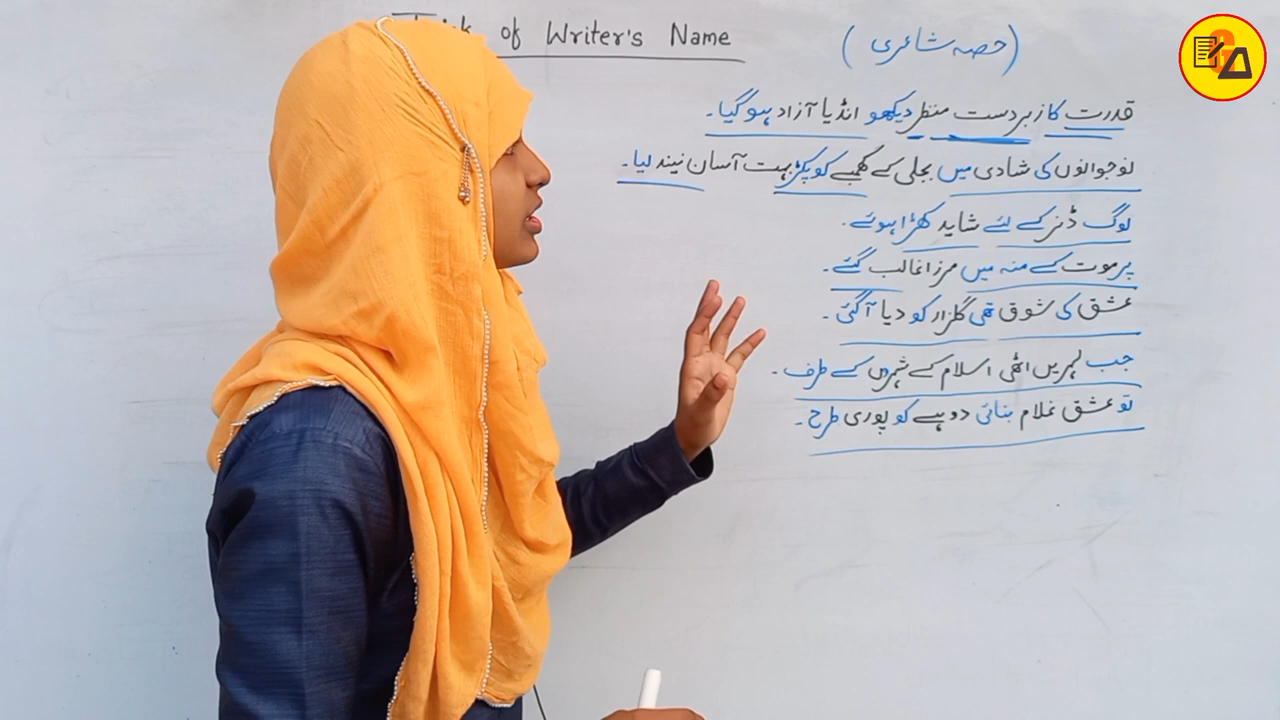 Trick of Writer's Name
(حصہ شاعری)
قدرت کا زبردست منظر دیکھو انڈیا آزاد ہوگیا۔
نوجوانوں کی شادی میں بجلی کے کھمبے کو پکڑ بہت آسان نیند لیا۔
لوگ ڈنر کے لئے شاید کھڑا ہوئے۔
پر موت کے منہ میں مرزا غالب گئے۔
عشق کی شوق تھی گلزار کو دیا آگئی۔
جب لہریں اٹھی اسلام کے شہروں کے طرف۔
تو عشق غلام بنائی دوہے کو پوری طرح۔